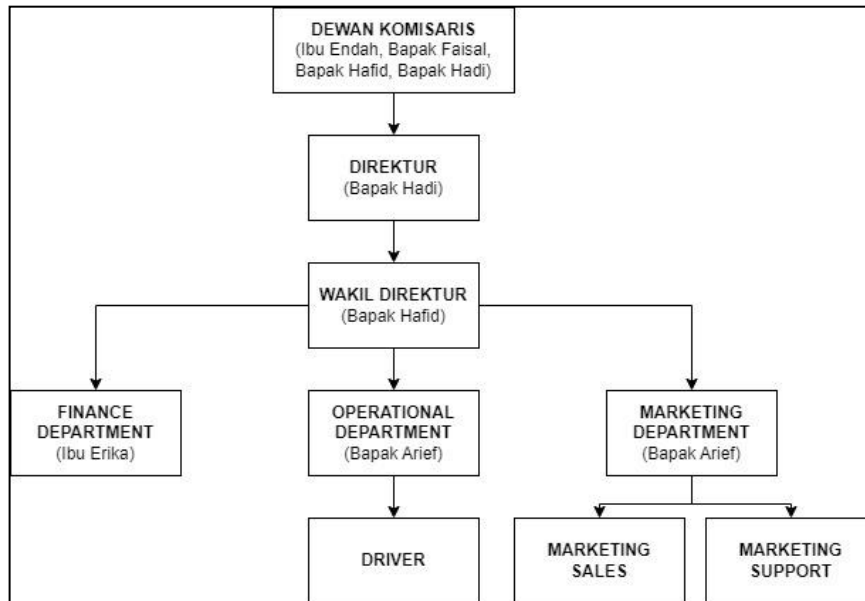 DEWAN KOMISARIS
(Ibu Endah, Bapak Faisal,
Bapak Hafid, Bapak Hadi)
DIREKTUR
(Bapak Hadi)
WAKIL DIREKTUR
(Bapak Hafid)
FINANCE
DEPARTMENT
(Ibu Erika)
OPERATIONAL
DEPARTMENT
(Bapak Arief)
MARKETING
DEPARTMENT
(Bapak Arief)
DRIVER
MARKETING
SALES
MARKETING
SUPPORT